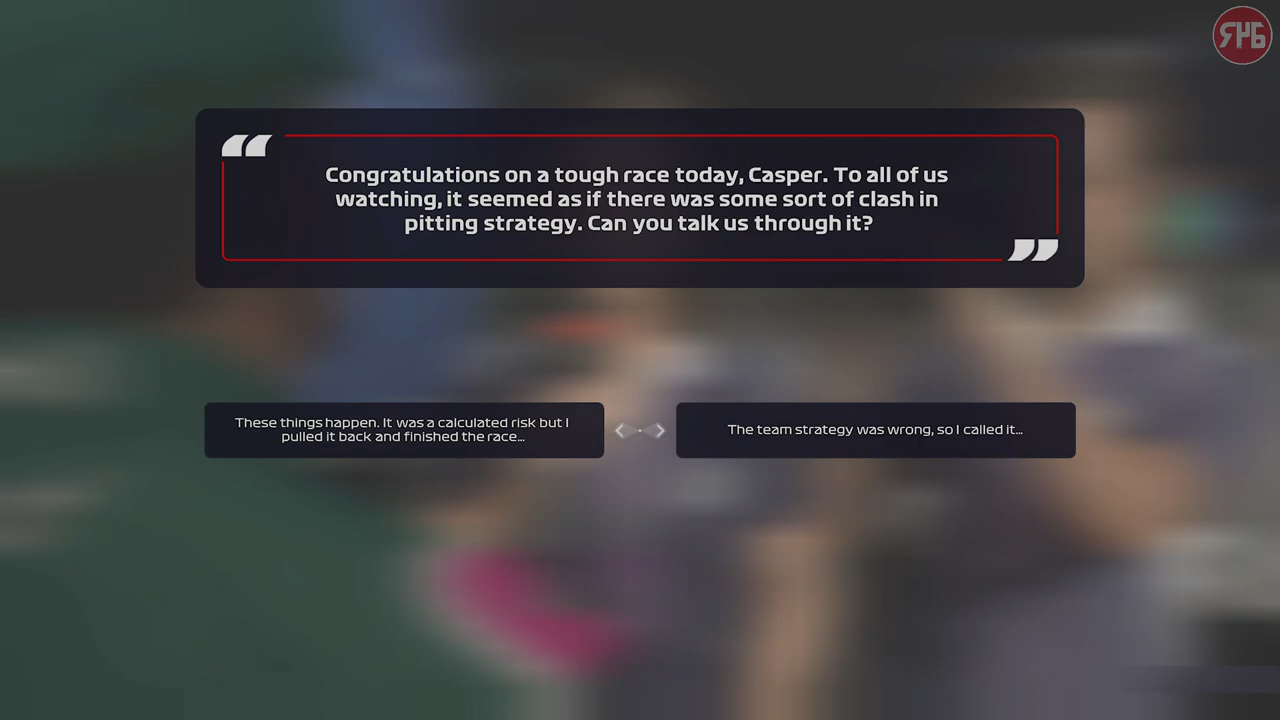 ЯЧБ
Congratulations on a tough race today, Casper. To all of us
watching, it seemed as if there was some sort of clash in
pitting strategy. Can you talk us through it?
These things happen. It was a calculated risk but I
pulled it back and finished the race...
The team strategy was wrong, so I called it...